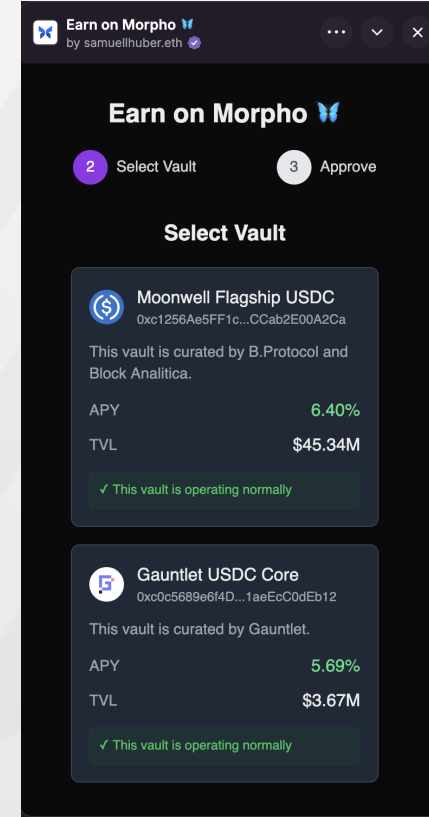 Earn on Morpho 🦋
by samuellhuber.eth
Earn on Morpho 🦋
2 Select Vault 3 Approve
Select Vault
Moonwell Flagship USDC
0xc1256Ae5FF1c...CCab2E00A2Ca
This vault is curated by B.Protocol and
Block Analitica.
APY 6.40%
TVL $45.34M
✓ This vault is operating normally
Gauntlet USDC Core
0xc0c5689e6f4D...1aeEcC0dEb12
This vault is curated by Gauntlet.
APY 5.69%
TVL $3.67M
✓ This vault is operating normally